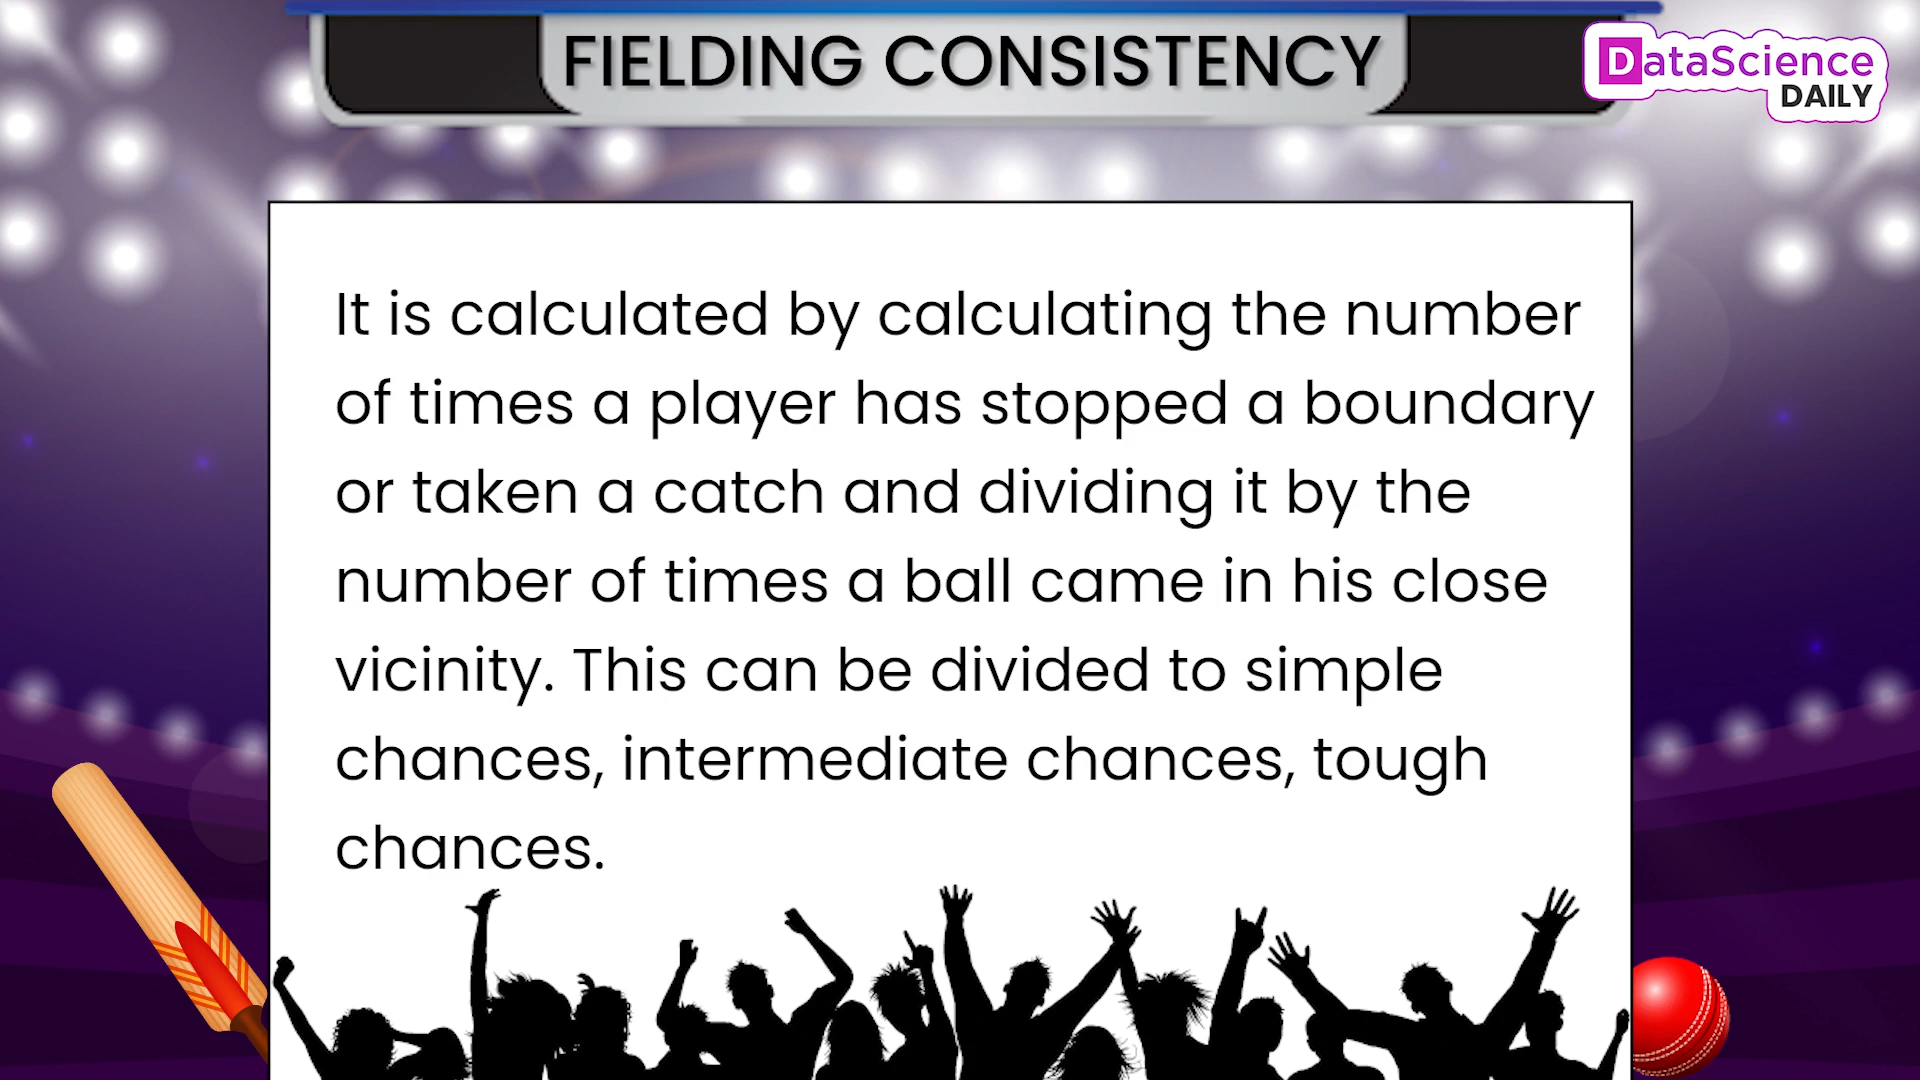 FIELDING CONSISTENCY
DataScience
DAILY
It is calculated by calculating the number
of times a player has stopped a boundary
or taken a catch and dividing it by the
number of times a ball came in his close
vicinity. This can be divided to simple
chances, intermediate chances, tough
chances.